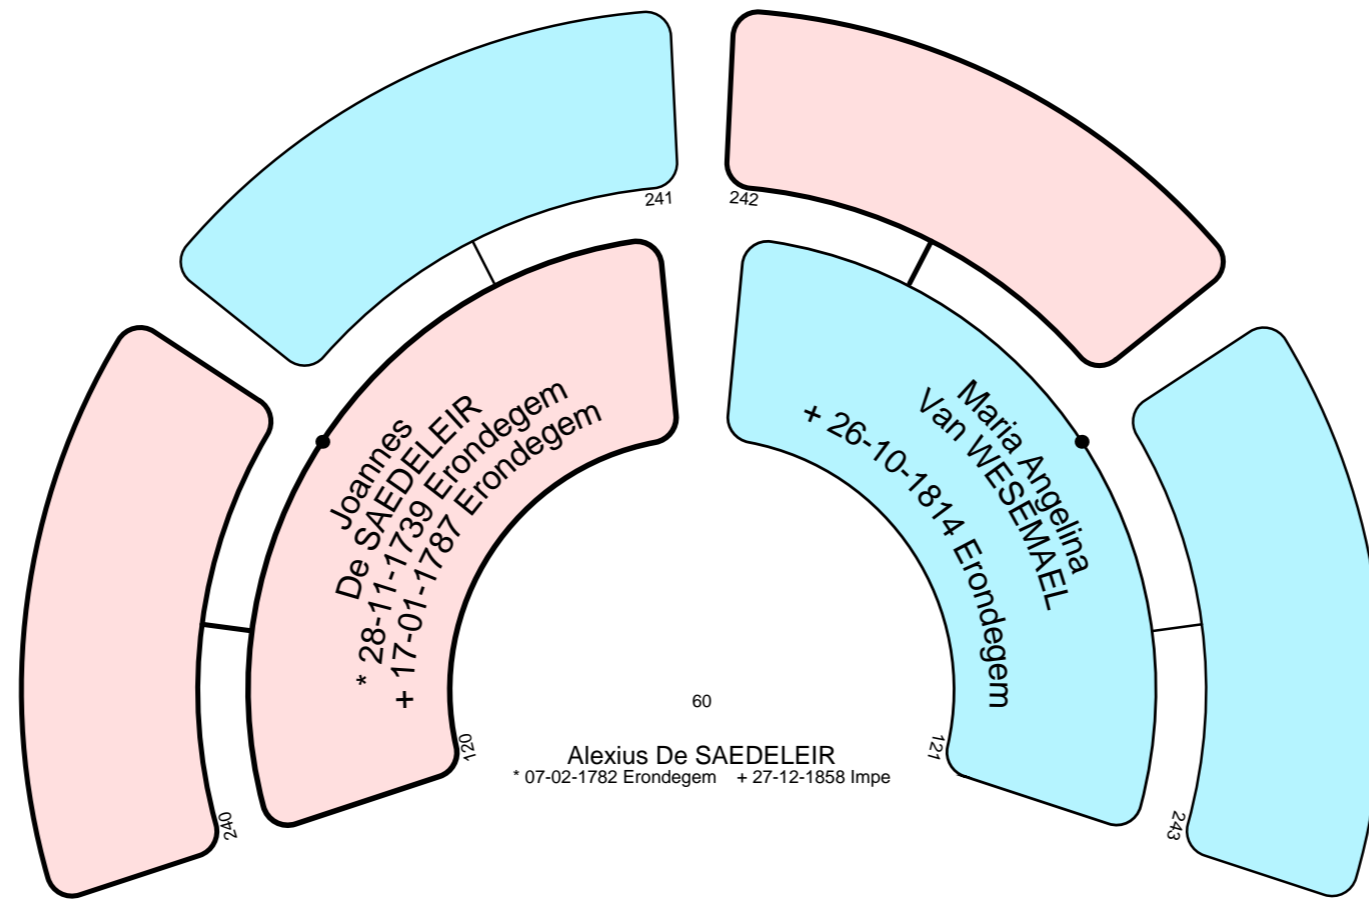 241
242
Joannes
De SAEDELEIR
* 28-11-1739 Erondegem
+ 17-01-1787 Erondegem
Maria Angelina
Van WESEMAEL
+ 26-10-1814 Erondegem
60
120
121
Alexius De SAEDELEIR
* 07-02-1782 Erondegem + 27-12-1858 Impe
240
243